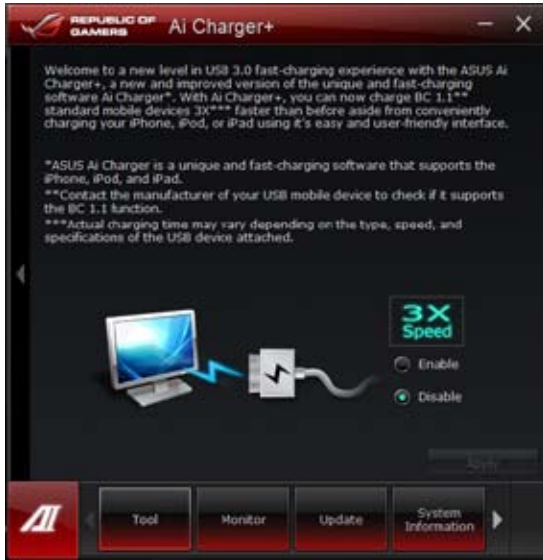 REPUBLIC OF
GAMERS
Ai Charger+
Welcome to a new level in USB 3.0 fast-charging experience with the ASUS Ai
Charger+, a new and improved version of the unique and fast-charging
software Ai Charger*. With Ai Charger+, you can now charge BC 1.1**
standard mobile devices 3X*** faster than before aside from conveniently
charging your iPhone, iPod, or iPad using it's easy and user-friendly interface.
*ASUS Ai Charger is a unique and fast-charging software that supports the
iPhone, iPod, and iPad.
**Contact the manufacturer of your USB mobile device to check if it supports
the BC 1.1 function.
***Actual charging time may vary depending on the type, speed, and
specifications of the USB device attached.
3X
Speed
Enable
Disable
Apply
AI
Tool
Monitor
Update
System
Information